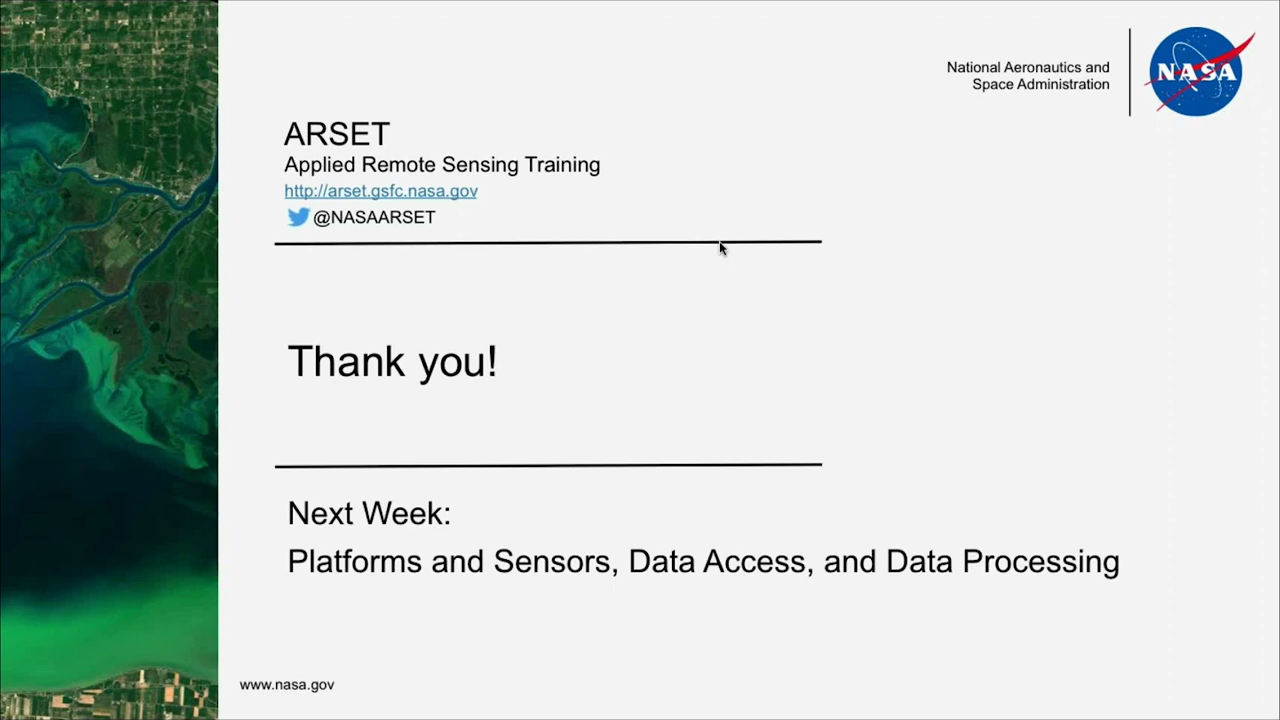 National Aeronautics and
Space Administration
NASA
ARSET
Applied Remote Sensing Training
http://arset.gsfc.nasa.gov
@NASAARSET
Thank you!
Next Week:
Platforms and Sensors, Data Access, and Data Processing
www.nasa.gov